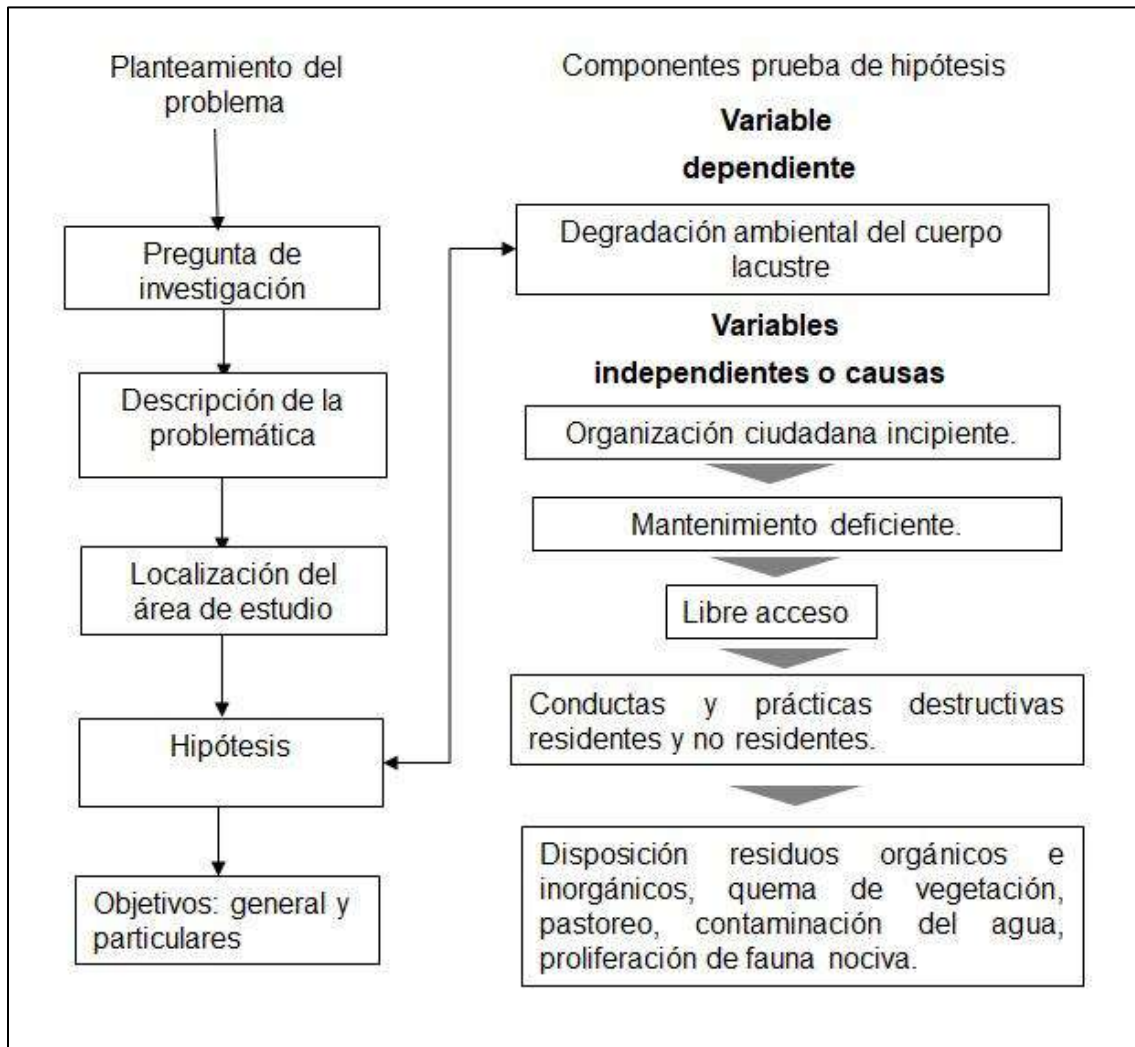 Planteamiento del
problema
Pregunta de
investigación
Descripción de la
problemática
Localización del
área de estudio
Hipótesis
Objetivos: general y
particulares
Componentes prueba de hipótesis
Variable
dependiente
Degradación ambiental del cuerpo
lacustre
Variables
independientes o causas
Organización ciudadana incipiente.
Mantenimiento deficiente.
Libre acceso
Conductas y prácticas destructivas
residentes y no residentes.
Disposición residuos orgánicos e
inorgánicos, quema de vegetación,
pastoreo, contaminación del agua,
proliferación de fauna nociva.